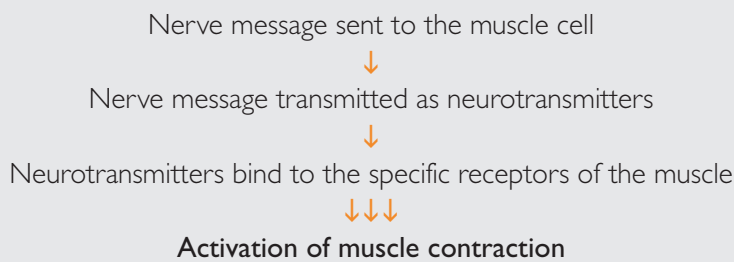 Nerve message sent to the muscle cell
↓
Nerve message transmitted as neurotransmitters
↓
Neurotransmitters bind to the specific receptors of the muscle
↓↓↓
Activation of muscle contraction